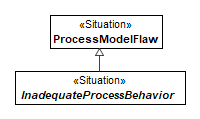 «Situation»
ProcessModelFlaw
«Situation»
InadequateProcessBehavior